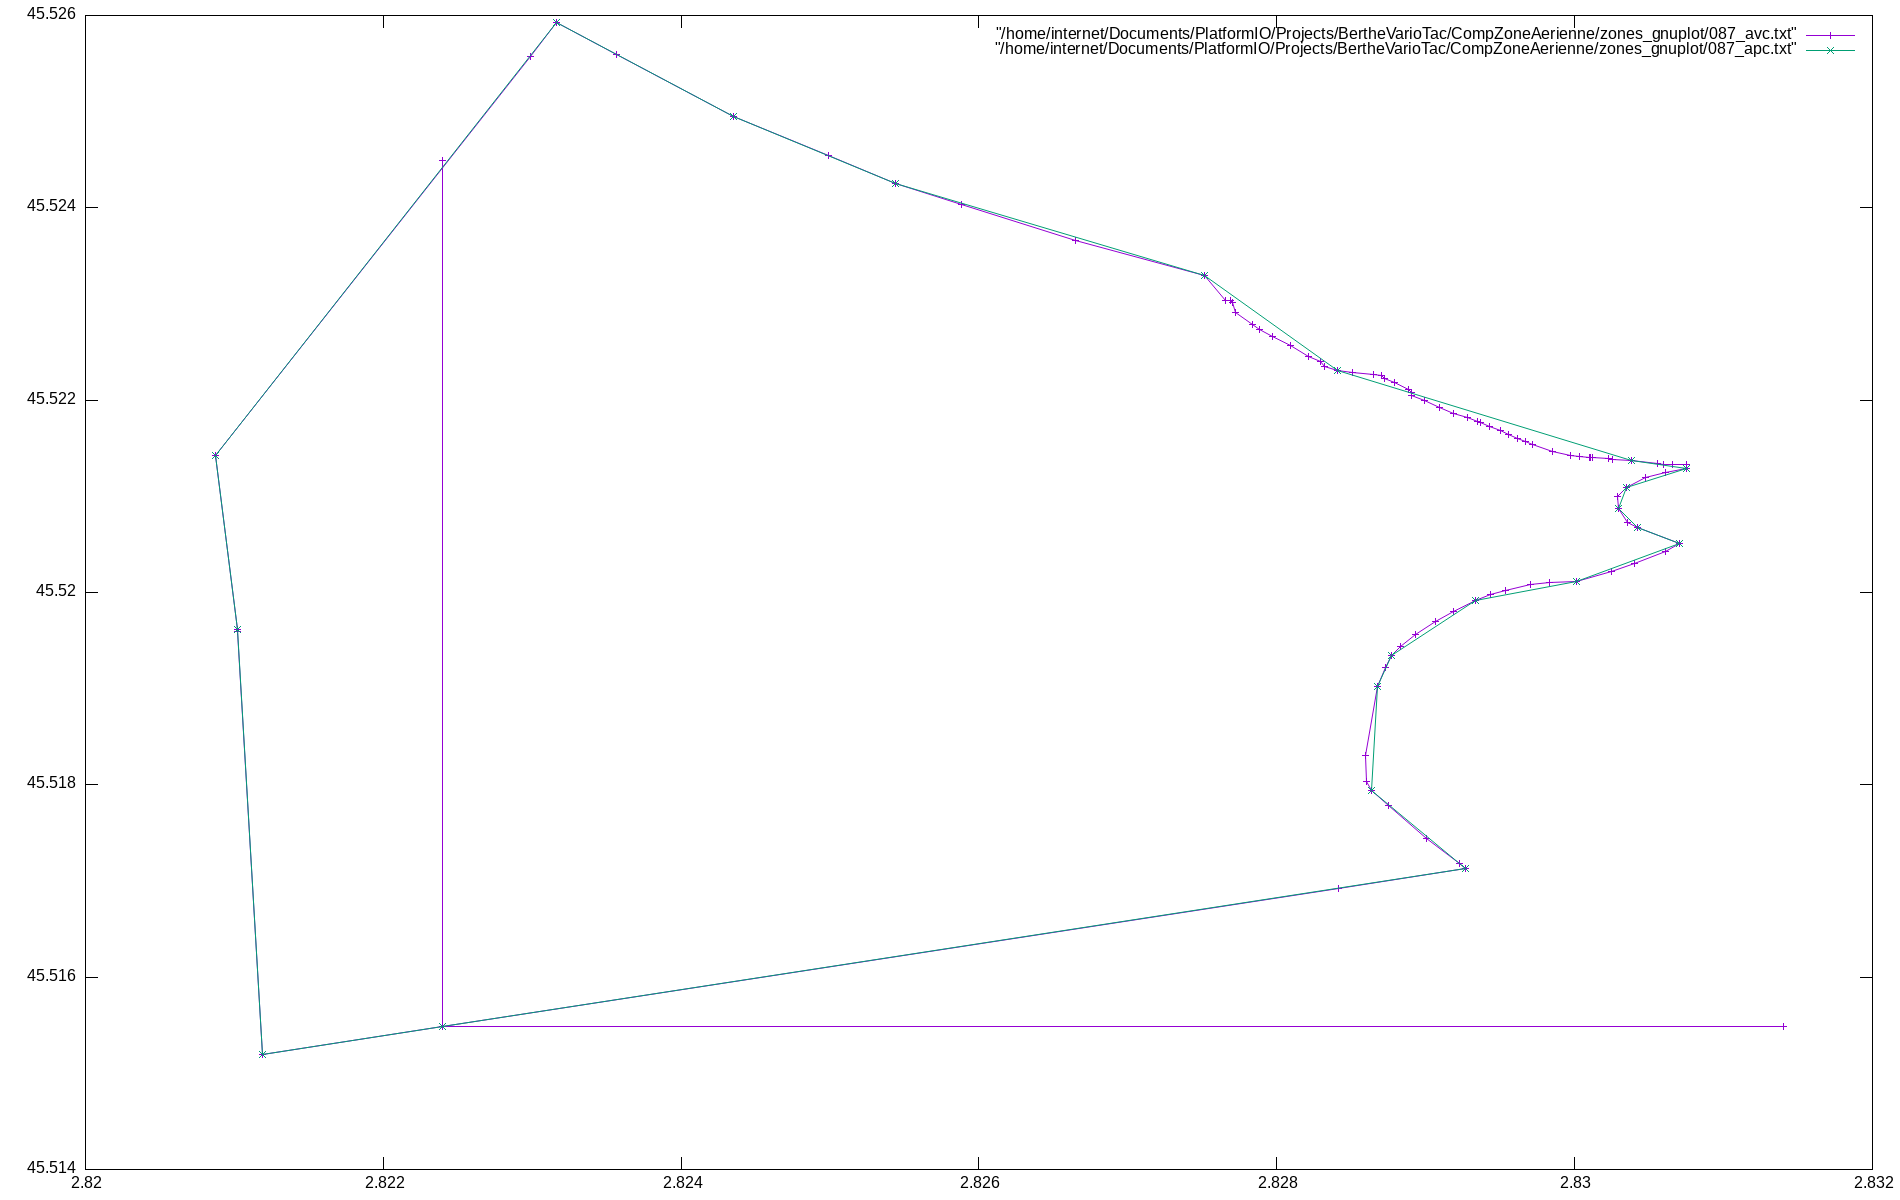 "/home/internet/Documents/PlatformIO/Projects/BertheVarioTac/CompZoneAerienne/zones_gnuplot/087_avc.txt"
"/home/internet/Documents/PlatformIO/Projects/BertheVarioTac/CompZoneAerienne/zones_gnuplot/087_apc.txt"
45.526
45.524
45.522
45.52
45.518
45.516
45.514
2.82 2.822 2.824 2.826 2.828 2.83 2.832